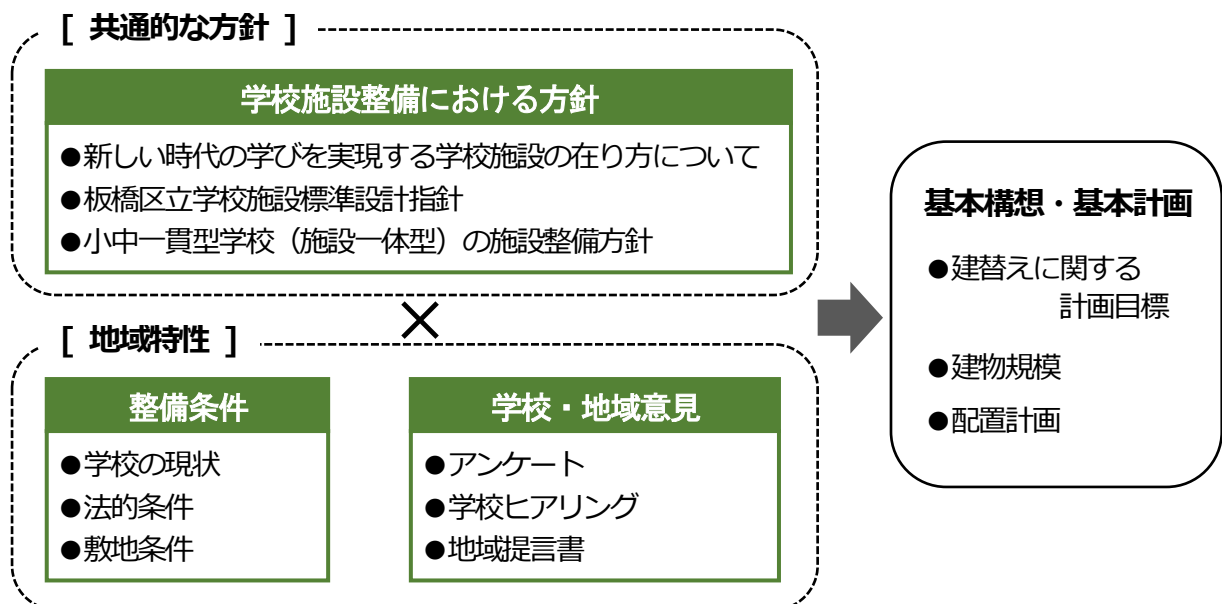 [ 共通的な方針 ]
学校施設整備における方針
●新しい時代の学びを実現する学校施設の在り方について
●板橋区立学校施設標準設計指針
●小中一貫型学校（施設一体型）の施設整備方針
×
[ 地域特性 ]
整備条件
●学校の現状
●法的条件
●敷地条件
学校・地域意見
●アンケート
●学校ヒアリング
●地域提言書
基本構想・基本計画
●建替えに関する
計画目標
●建物規模
●配置計画